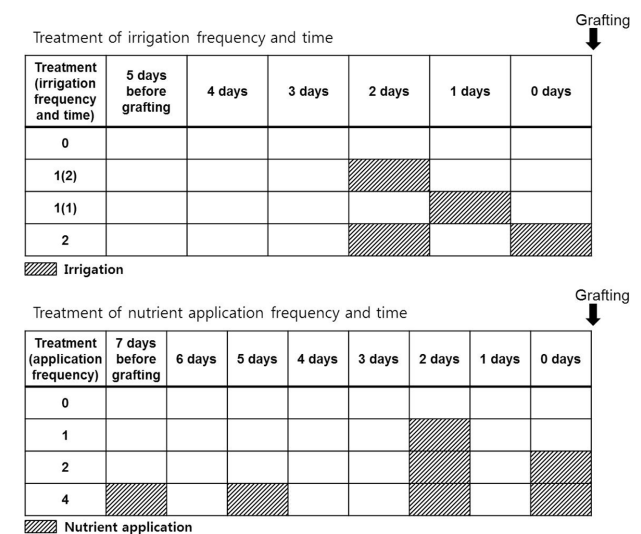 Grafting
Treatment of irrigation frequency and time
Treatment (irrigation frequency and time) 5 days before grafting 4 days 3 days 2 days 1 days 0 days
0
1(2)
1(1)
2
Irrigation
Grafting
Treatment of nutrient application frequency and time
Treatment (application frequency) 7 days before grafting 6 days 5 days 4 days 3 days 2 days 1 days 0 days
0
1
2
4
Nutrient application